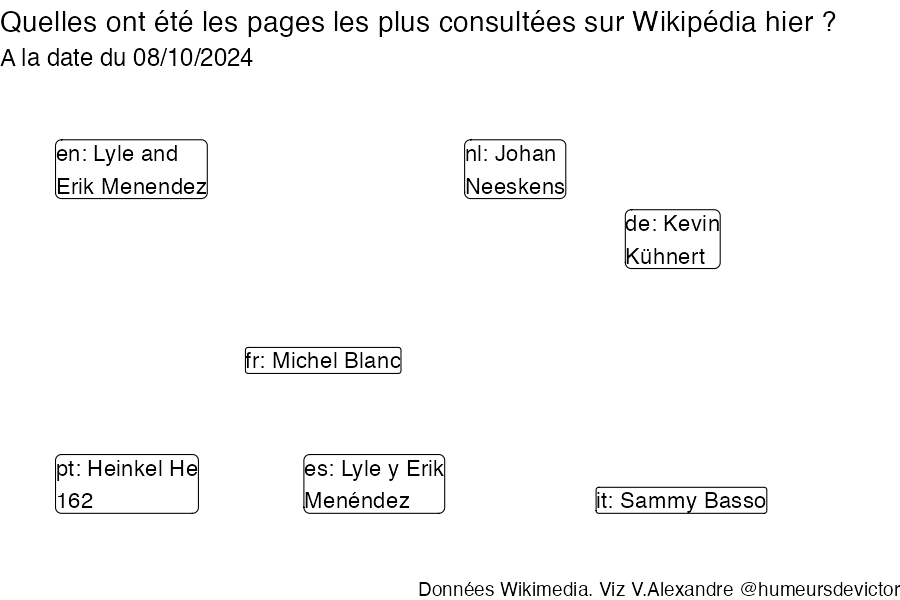 Quelles ont été les pages les plus consultées sur Wikipédia hier ?
A la date du 08/10/2024
en: Lyle and
Erik Menendez
nl: Johan
Neeskens
de: Kevin
Kühnert
fr: Michel Blanc
pt: Heinkel He
162
es: Lyle y Erik
Menéndez
it: Sammy Basso
Données Wikimedia. Viz V.Alexandre @humeursdevictor